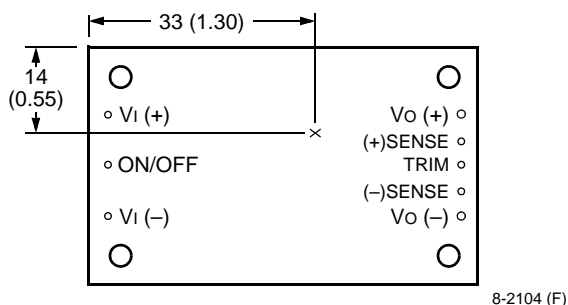 33 (1.30)
14
(0.55)
VI (+)
ON/OFF
VI (–)
X
VO (+)
(+)SENSE
TRIM
(–)SENSE
VO (–)
8-2104 (F)